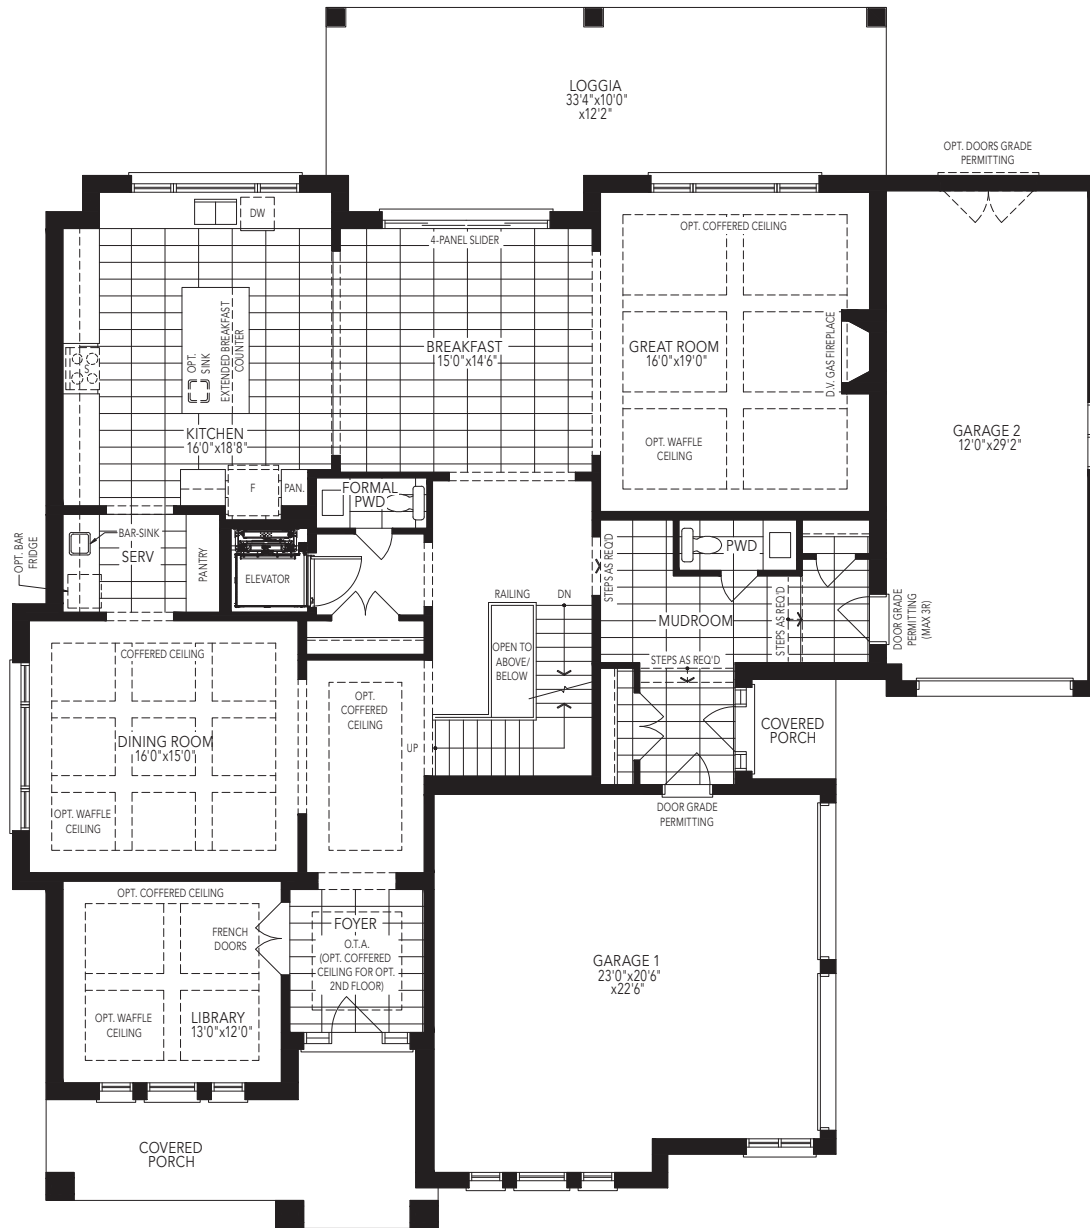 LOGGIA
33'4"x10'0"
x12'2"
OPT. DOORS GRADE
PERMITTING
DW
4-PANEL SLIDER
OPT. COFFERED CEILING
S
OPT.
SINK
EXTENDED BREAKFAST
COUNTER
BREAKFAST
15'0"x14'6"
GREAT ROOM
16'0"x19'0"
D.V. GAS FIREPLACE
KITCHEN
16'0"x18'8"
OPT. WAFFLE
CEILING
GARAGE 2
12'0"x29'2"
F
PAN.
FORMAL
PWD
OPT. BAR
FRIDGE
BAR-SINK
SERV
PANTRY
ELEVATOR
STEPS AS REQ'D
PWD
RAILING
DN
MUDROOM
STEPS AS REQ'D
DOOR GRADE
PERMITTING
(MAX 3R)
OPEN TO
ABOVE/
BELOW
STEPS AS REQ'D
COFFERED CEILING
OPT.
COFFERED
CEILING
DINING ROOM
16'0"x15'0"
UP
COVERED
PORCH
OPT. WAFFLE
CEILING
DOOR GRADE
PERMITTING
OPT. COFFERED CEILING
FRENCH
DOORS
FOYER
O.T.A.
(OPT. COFFERED
CEILING FOR OPT.
2ND FLOOR)
GARAGE 1
23'0"x20'6"
x22'6"
OPT. WAFFLE
CEILING
LIBRARY
13'0"x12'0"
COVERED
PORCH